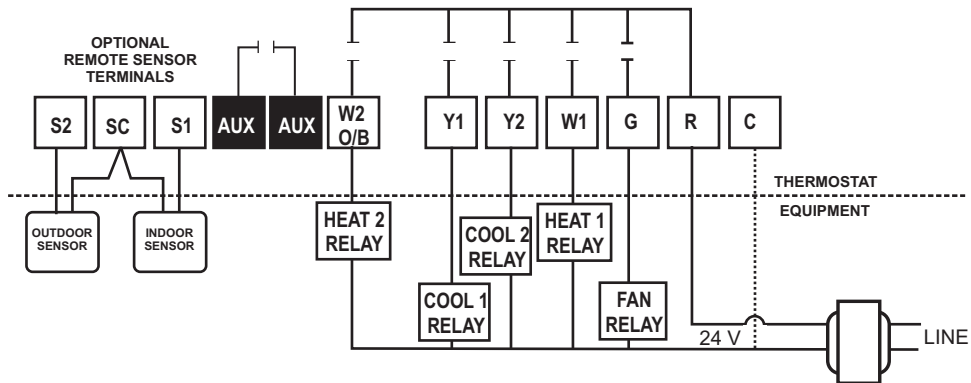 OPTIONAL
REMOTE SENSOR
TERMINALS
S2
SC
S1
AUX
AUX
W2
O/B
Y1
Y2
W1
G
R
C
THERMOSTAT
EQUIPMENT
OUTDOOR
SENSOR
INDOOR
SENSOR
HEAT 2
RELAY
COOL 1
RELAY
COOL 2
RELAY
HEAT 1
RELAY
FAN
RELAY
24 V
LINE